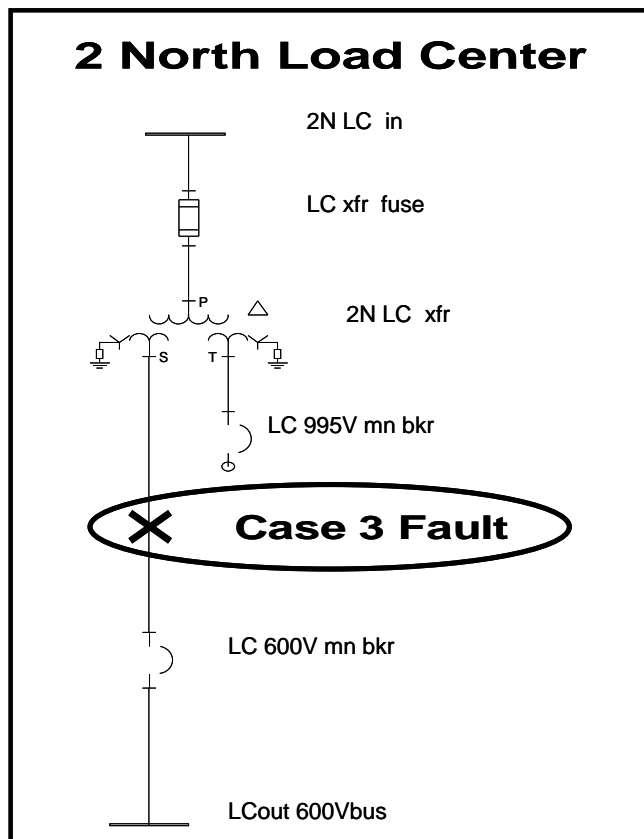 2 North Load Center
2N LC in
LC xfr fuse
P
2N LC xfr
S
T
LC 995V mn bkr
Case 3 Fault
LC 600V mn bkr
LCout 600Vbus